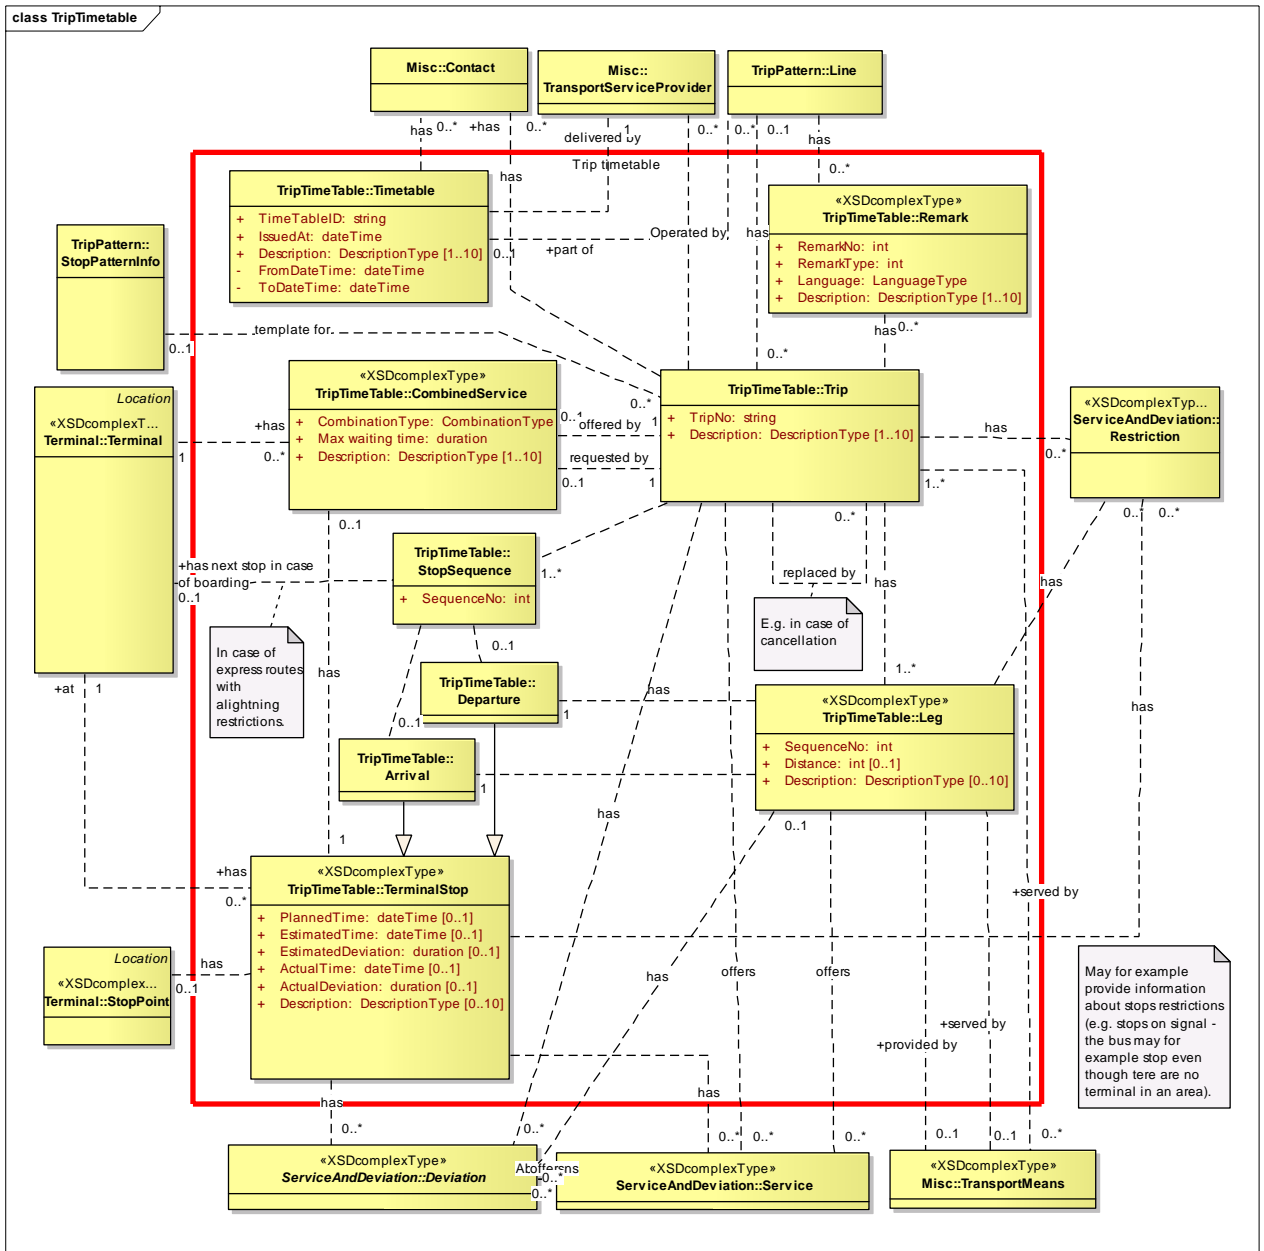 class TripTimetable
Misc::Contact
Misc::
TransportServiceProvider
TripPattern::Line
has
0..*
+has
0..*
delivered by
1
0..*
0..*
0..1
has
0..*
Trip timetable
has
TripTimeTable::Timetable
+ TimeTableID: string
+ IssuedAt: dateTime
+ Description: DescriptionType [1..10]
- FromDateTime: dateTime
- ToDateTime: dateTime
0..1
+part of
Operated by
has
«XSDcomplexType»
TripTimeTable::Remark
+ RemarkNo: int
+ RemarkType: int
+ Language: LanguageType
+ Description: DescriptionType [1..10]
has
0..*
TripPattern::
StopPatternInfo
template for
0..1
0..*
0..*
Location
«XSDcomplexT...
Terminal::Terminal
+has
1
0..*
«XSDcomplexType»
TripTimeTable::CombinedService
+ CombinationType: CombinationType
+ Max waiting time: duration
+ Description: DescriptionType [1..10]
0..1
offered by
1
requested by
0..1
1
0..1
TripTimeTable::Trip
+ TripNo: string
+ Description: DescriptionType [1..10]
has
0..*
1..*
«XSDcomplexTyp...
ServiceAndDeviation::
Restriction
0..*
0..*
TripTimeTable::
StopSequence
+ SequenceNo: int
1..*
0..*
replaced by
has
has
+has next stop in case
of boarding
0..1
E.g. in case of
cancellation
In case of
express routes
with
alightning
restrictions.
has
0..1
TripTimeTable::
Departure
1..*
+at
1
0..1
has
1
has
TripTimeTable::
Arrival
1
«XSDcomplexType»
TripTimeTable::Leg
+ SequenceNo: int
+ Distance: int [0..1]
+ Description: DescriptionType [0..10]
has
0..1
1
+has
0..*
«XSDcomplexType»
TripTimeTable::TerminalStop
+ PlannedTime: dateTime [0..1]
+ EstimatedTime: dateTime [0..1]
+ EstimatedDeviation: duration [0..1]
+ ActualTime: dateTime [0..1]
+ ActualDeviation: duration [0..1]
+ Description: DescriptionType [0..10]
+served by
Location
«XSDcomplex...
Terminal::StopPoint
has
0..1
has
offers
offers
+served by
+provided by
May for example
provide information
about stops restrictions
(e.g. stops on signal -
the bus may for
example stop even
though tere are no
terminal in an area).
has
has
0..*
0..*
0..*
0..*
0..*
0..1
0..1
0..*
«XSDcomplexType»
ServiceAndDeviation::Deviation
0..*
0..*
«XSDcomplexType»
ServiceAndDeviation::Service
«XSDcomplexType»
Misc::TransportMeans